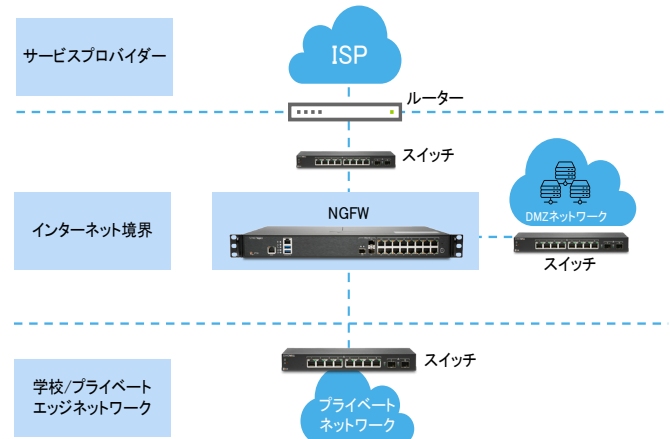 サービスプロバイダー
ISP
ルーター
スイッチ
インターネット境界
NGFW
DMZネットワーク
スイッチ
学校/プライベート
エッジネットワーク
スイッチ
プライベート
ネットワーク